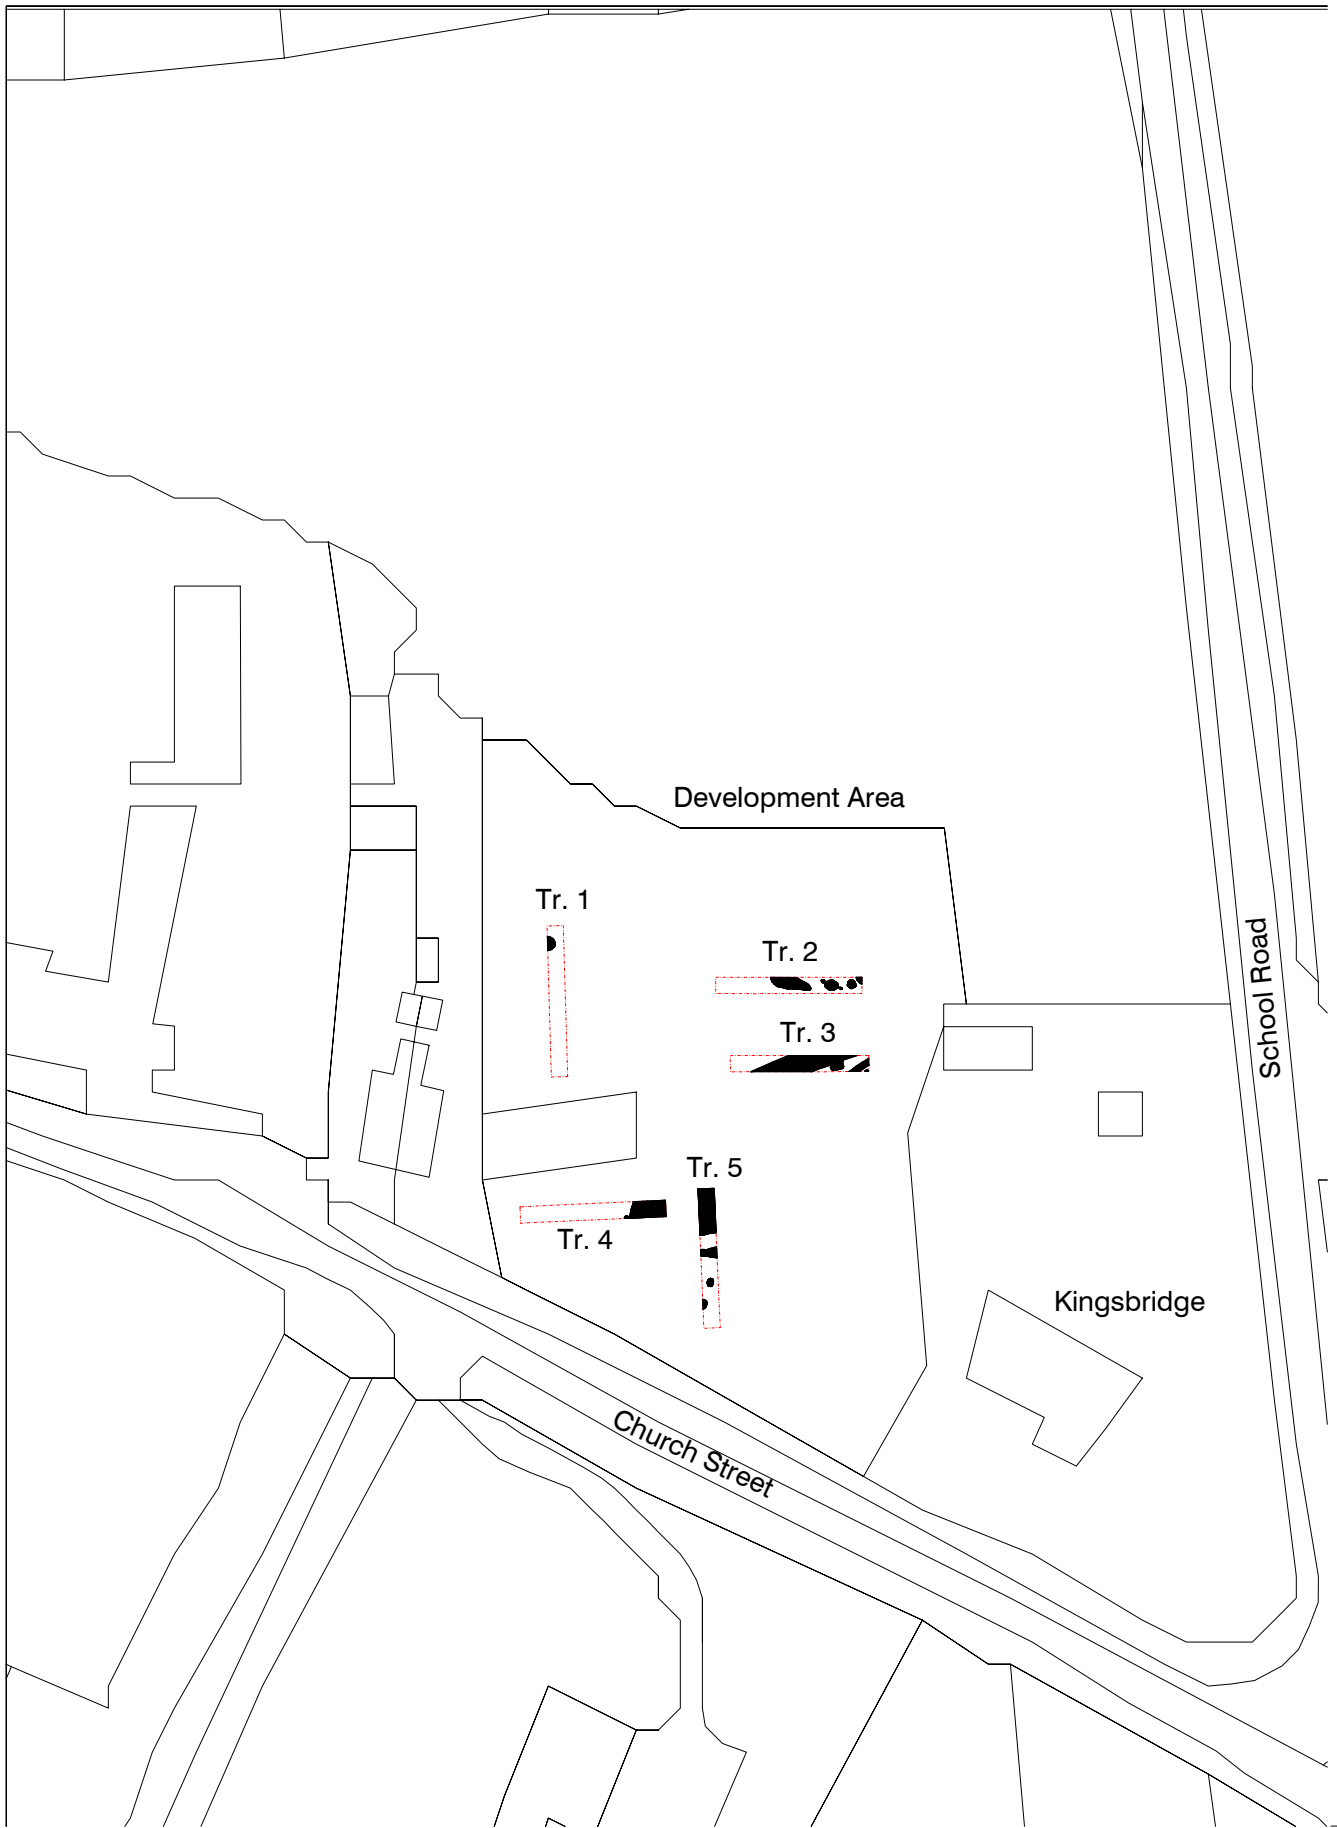 Development Area
Tr. 1
Tr. 2
Tr. 3
School Road
Tr. 5
Tr. 4
Kingsbridge
Church Street